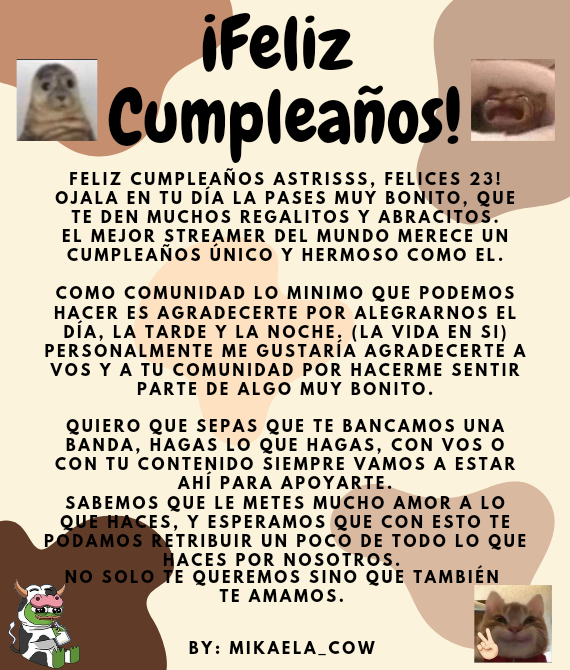 ¡Feliz
Cumpleaños!
FELIZ CUMPLEAÑOS ASTRISSS, FELICES 23!
OJALA EN TU DÍA LA PASES MUY BONITO, QUE
TE DEN MUCHOS REGALITOS Y ABRACITOS.
EL MEJOR STREAMER DEL MUNDO MERECE UN
CUMPLEAÑOS ÚNICO Y HERMOSO COMO EL.
COMO COMUNIDAD LO MINIMO QUE PODEMOS
HACER ES AGRADECERTE POR ALEGRARNOS EL
DÍA, LA TARDE Y LA NOCHE, (LA VIDA EN SI)
PERSONALMENTE ME GUSTARÍA AGRADECERTE A
VOS Y A TU COMUNIDAD POR HACERME SENTIR
PARTE DE ALGO MUY BONITO.
QUIERO QUE SEPAS QUE TE BANCAMOS UNA
BANDA, HAGAS LO QUE HAGAS, CON VOS O
CON TU CONTENIDO SIEMPRE VAMOS A ESTAR
AHÍ PARA APOYARTE.
SABEMOS QUE LE METES MUCHO AMOR A LO
QUE HACES, Y ESPERAMOS QUE CON ESTO TE
PODAMOS RETRIBUIR UN POCO DE TODO LO QUE
HACES POR NOSOTROS.
NO SOLO TE QUEREMOS SINO QUE TAMBIÉN
TE AMAMOS.
BY: MIKAELA_COW